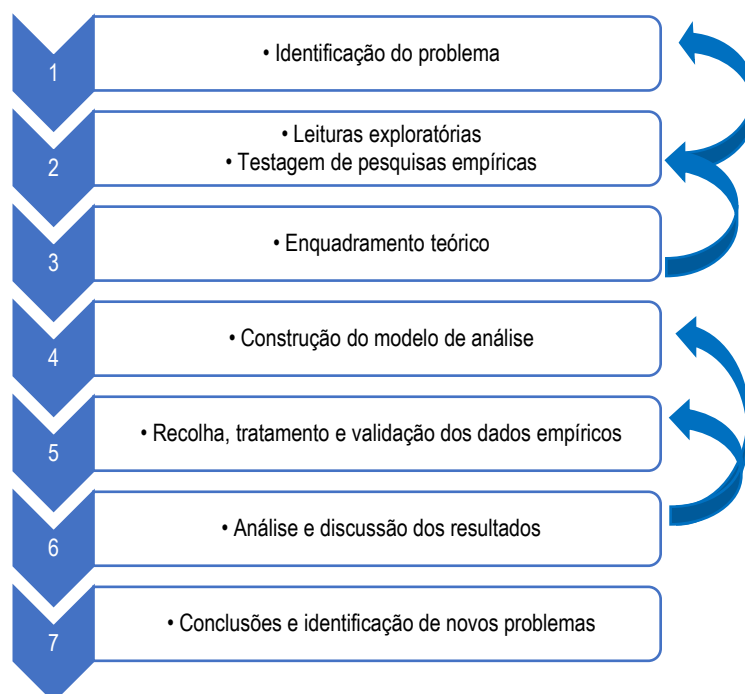 1
• Identificação do problema
2
• Leituras exploratórias
• Testagem de pesquisas empíricas
3
• Enquadramento teórico
4
• Construção do modelo de análise
5
• Recolha, tratamento e validação dos dados empíricos
6
• Análise e discussão dos resultados
7
• Conclusões e identificação de novos problemas